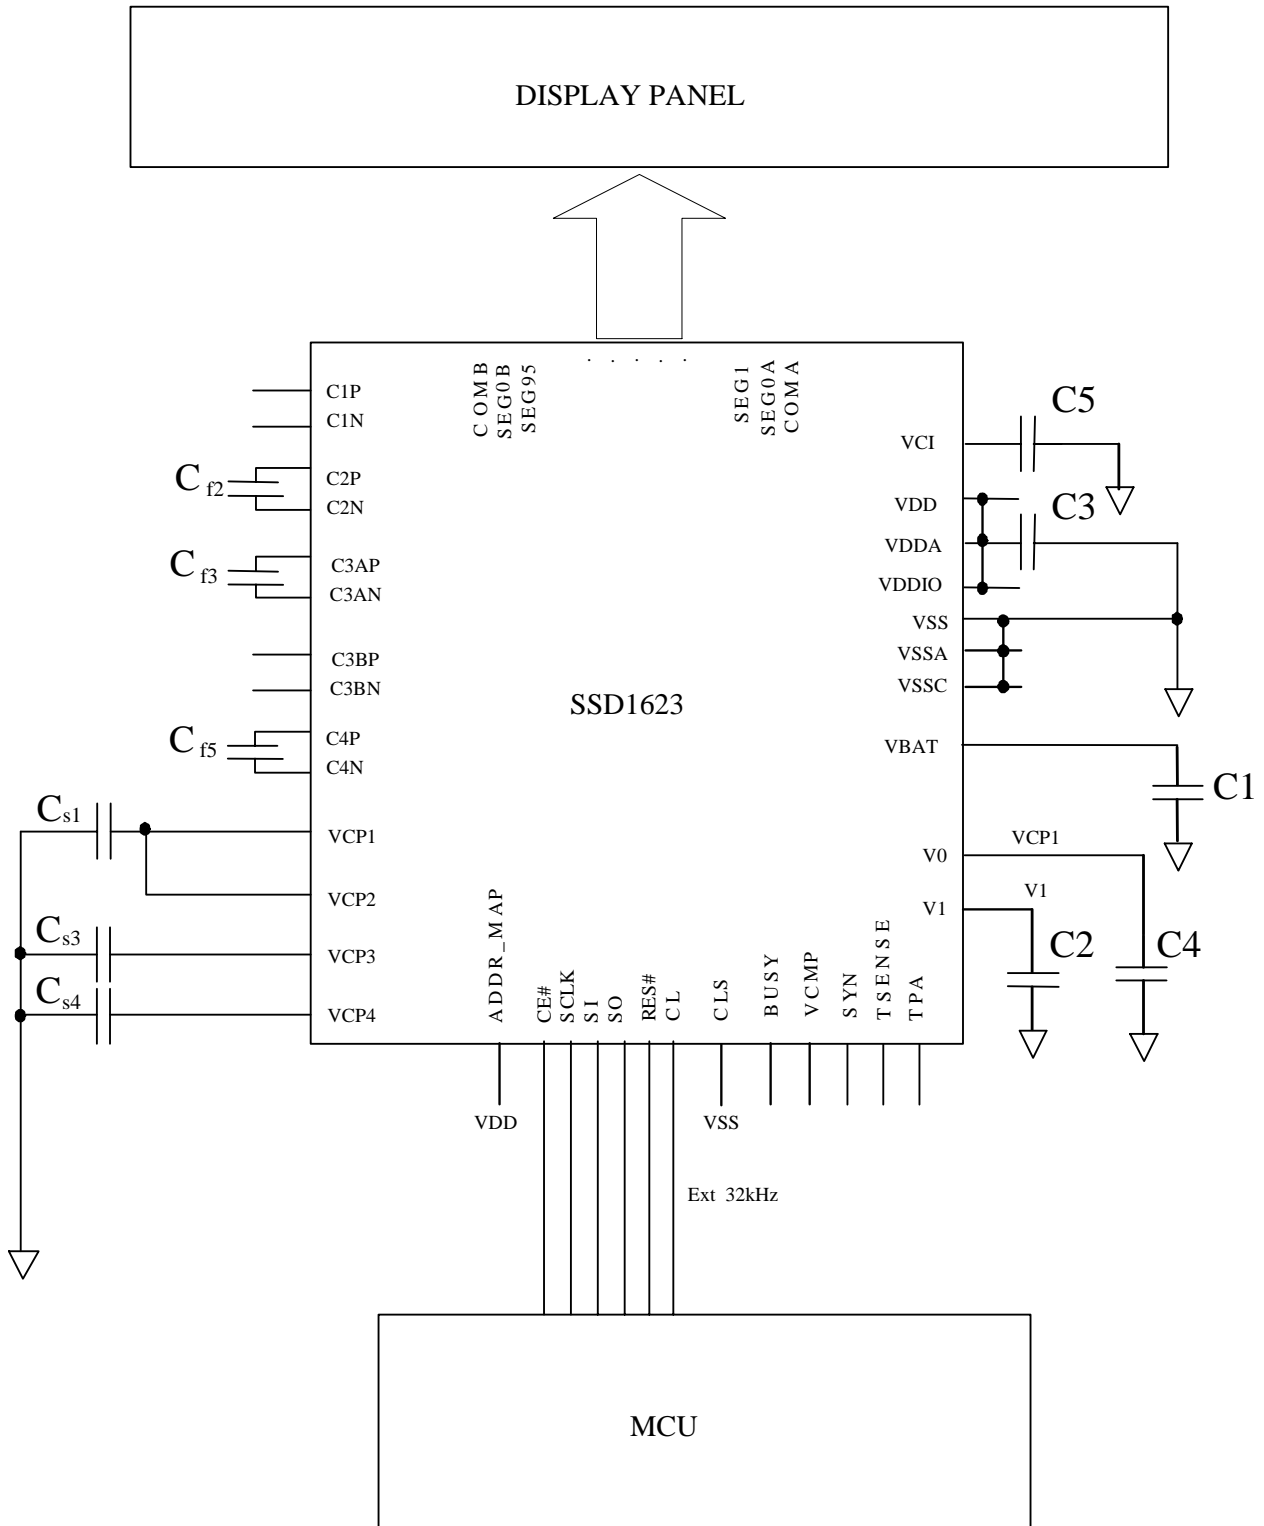 DISPLAY PANEL
COMB
SEG0B
SEG95
. . . . .
SEG1
SEG0A
COMA
C1P
C1N
Cf2
C2P
C2N
Cf3
C3AP
C3AN
C3BP
C3BN
Cf5
C4P
C4N
Cs1
VCP1
VCP2
Cs3
VCP3
Cs4
VCP4
SSD1623
VCI
C5
VDD
C3
VDDA
VDDIO
VSS
VSSA
VSSC
VBAT
C1
V0
VCP1
V1
V1
C2
C4
ADDR_MAP
CE#
SCLK
SI
SO
RES#
CL
CLS
BUSY
VCMP
SYN
TSENSE
TPA
VDD
VSS
Ext 32kHz
MCU